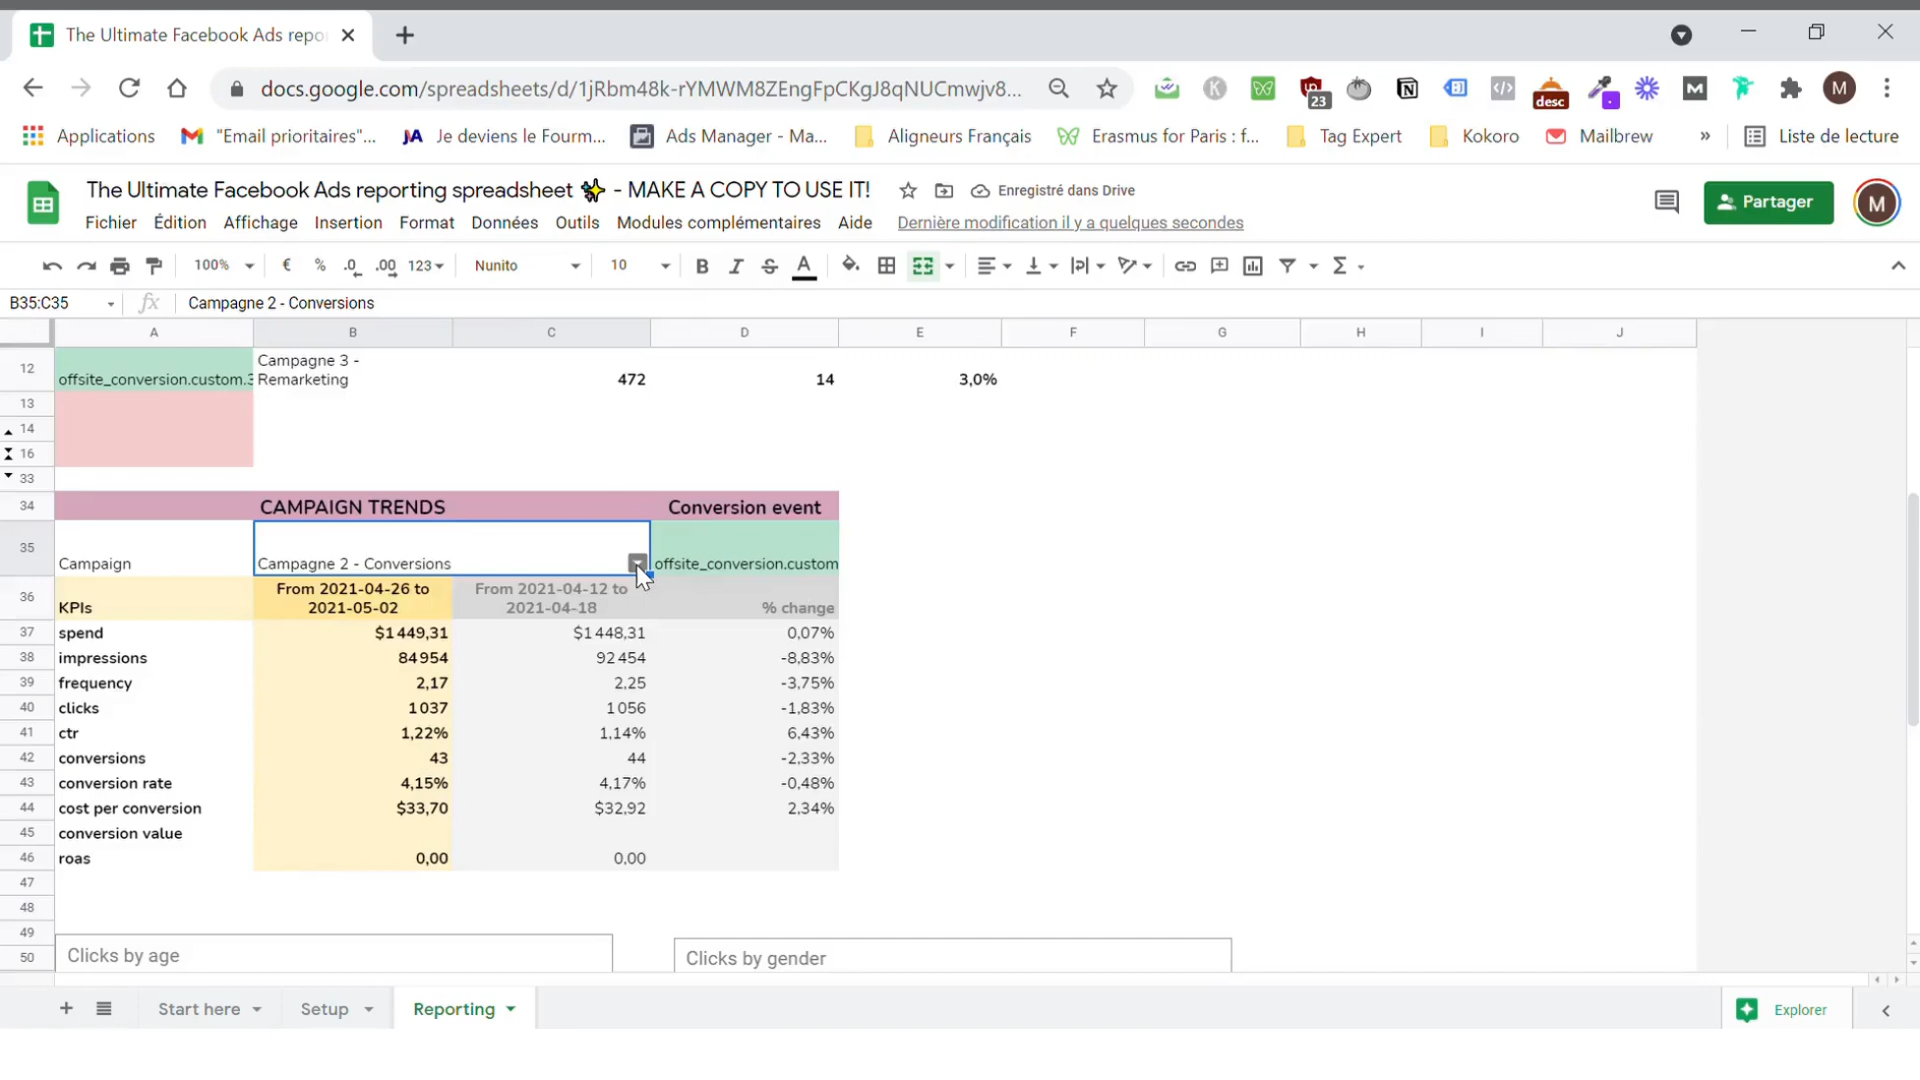 The Ultimate Facebook Ads repo
docs.google.com/spreadsheets/d/1jRbm48k-rYMWM8ZEngFpCKgJ8qNUCmwjv8...
K
23
desc
M
Applications
"Email prioritaires"...
JA Je deviens le Fourm...
Ads Manager - Ma...
Aligneurs Français
Erasmus for Paris : f...
Tag Expert
Kokoro
Mailbrew
»
Liste de lecture
The Ultimate Facebook Ads reporting spreadsheet ✨ - MAKE A COPY TO USE IT!
Enregistré dans Drive
Partager
M
Fichier Édition Affichage Insertion Format Données Outils Modules complémentaires Aide
Dernière modification il y a quelques secondes
100% € % .0 .00 123 Nunito 10 B I S A Σ
B35:C35 fx Campagne 2 - Conversions
A B C D E F G H I J
12 offsite_conversion.custom.3 Campagne 3 - Remarketing 472 14 3,0%
13
14
16
33
34 CAMPAIGN TRENDS Conversion event
35 Campaign Campagne 2 - Conversions offsite_conversion.custom
36 KPIs From 2021-04-26 to 2021-05-02 From 2021-04-12 to 2021-04-18 % change
37 spend $1 449,31 $1 448,31 0,07%
38 impressions 84 954 92 454 -8,83%
39 frequency 2,17 2,25 -3,75%
40 clicks 1 037 1 056 -1,83%
41 ctr 1,22% 1,14% 6,43%
42 conversions 43 44 -2,33%
43 conversion rate 4,15% 4,17% -0,48%
44 cost per conversion $33,70 $32,92 2,34%
45 conversion value
46 roas 0,00 0,00
47
48
49
50 Clicks by age Clicks by gender
Start here Setup Reporting Explorer